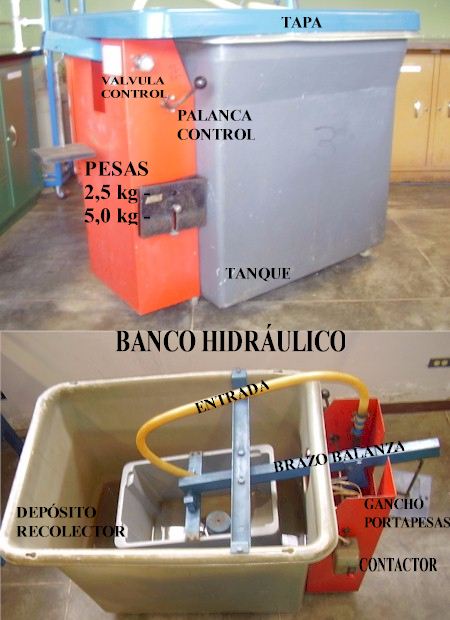 TAPA
VALVULA
CONTROL
PALANCA
CONTROL
PESAS
2,5 kg -
5,0 kg -
TANQUE
BANCO HIDRÁULICO
ENTRADA
BRAZO BALANZA
DEPÓSITO
RECOLECTOR
GANCHO
PORTAPESAS
CONTACTOR